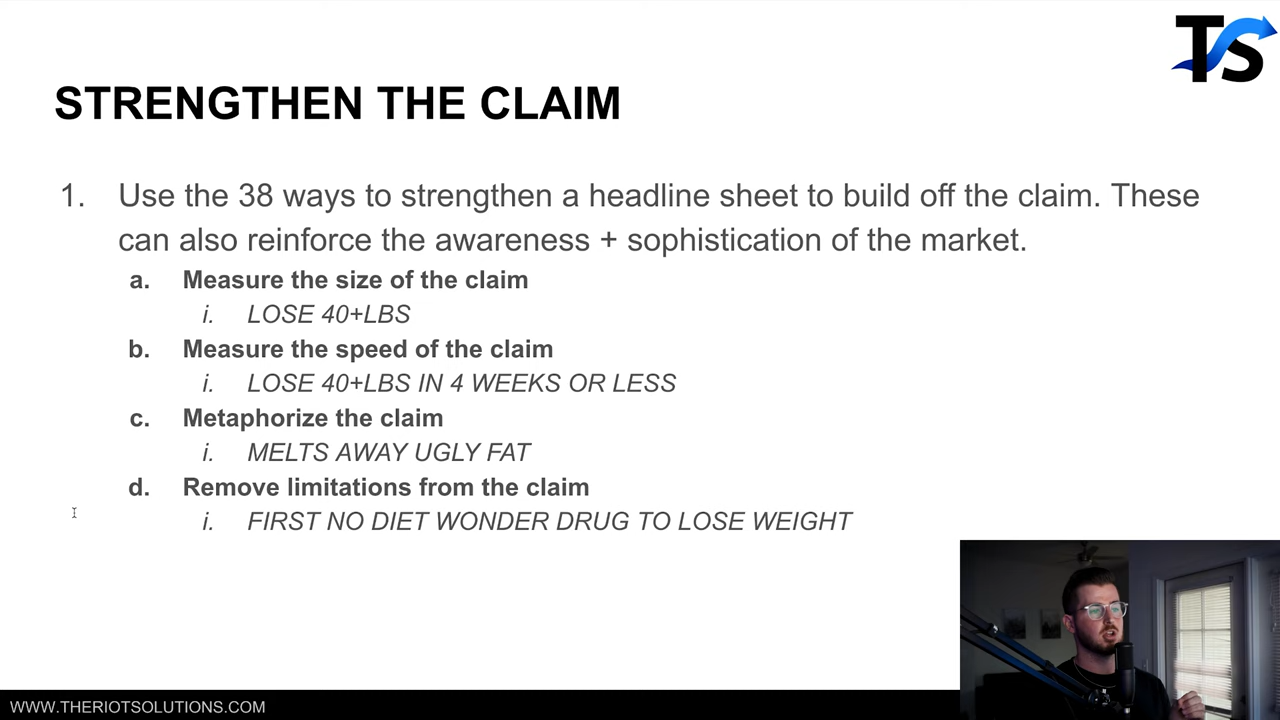 TS
STRENGTHEN THE CLAIM
1. Use the 38 ways to strengthen a headline sheet to build off the claim. These
can also reinforce the awareness + sophistication of the market.
a. Measure the size of the claim
i. LOSE 40+LBS
b. Measure the speed of the claim
i. LOSE 40+LBS IN 4 WEEKS OR LESS
c. Metaphorize the claim
i. MELTS AWAY UGLY FAT
d. Remove limitations from the claim
i. FIRST NO DIET WONDER DRUG TO LOSE WEIGHT
WWW.THERIOTSOLUTIONS.COM